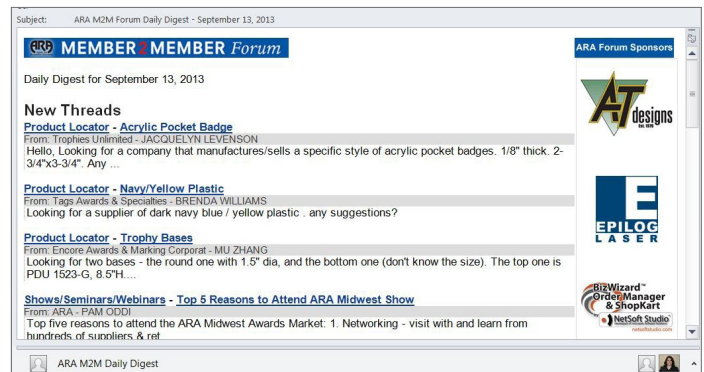 Subject: ARA M2M Forum Daily Digest - September 13, 2013
ARA MEMBER2MEMBER Forum
Daily Digest for September 13, 2013
New Threads
Product Locator - Acrylic Pocket Badge
From: Trophies Unlimited - JACQUELYN LEVENSON
Hello, Looking for a company that manufactures/sells a specific style of acrylic pocket badges. 1/8" thick. 2-
3/4"x3-3/4". Any ...
Product Locator - Navy/Yellow Plastic
From: Tags Awards & Specialties - BRENDA WILLIAMS
Looking for a supplier of dark navy blue / yellow plastic . any suggestions?
Product Locator - Trophy Bases
From: Encore Awards & Marking Corporat - MU ZHANG
Looking for two bases - the round one with 1.5" dia, and the bottom one (don't know the size). The top one is
PDU 1523-G, 8.5"H....
Shows/Seminars/Webinars - Top 5 Reasons to Attend ARA Midwest Show
From: ARA - PAM ODDI
Top five reasons to attend the ARA Midwest Awards Market: 1. Networking - visit with and learn from
hundreds of suppliers & ret
ARA Forum Sponsors
AT designs
Est. 1976
EPILOG
LASER
BizWizard™
Order Manager
& ShopKart
NetSoft Studio
netsoftstudio.com
ARA M2M Daily Digest